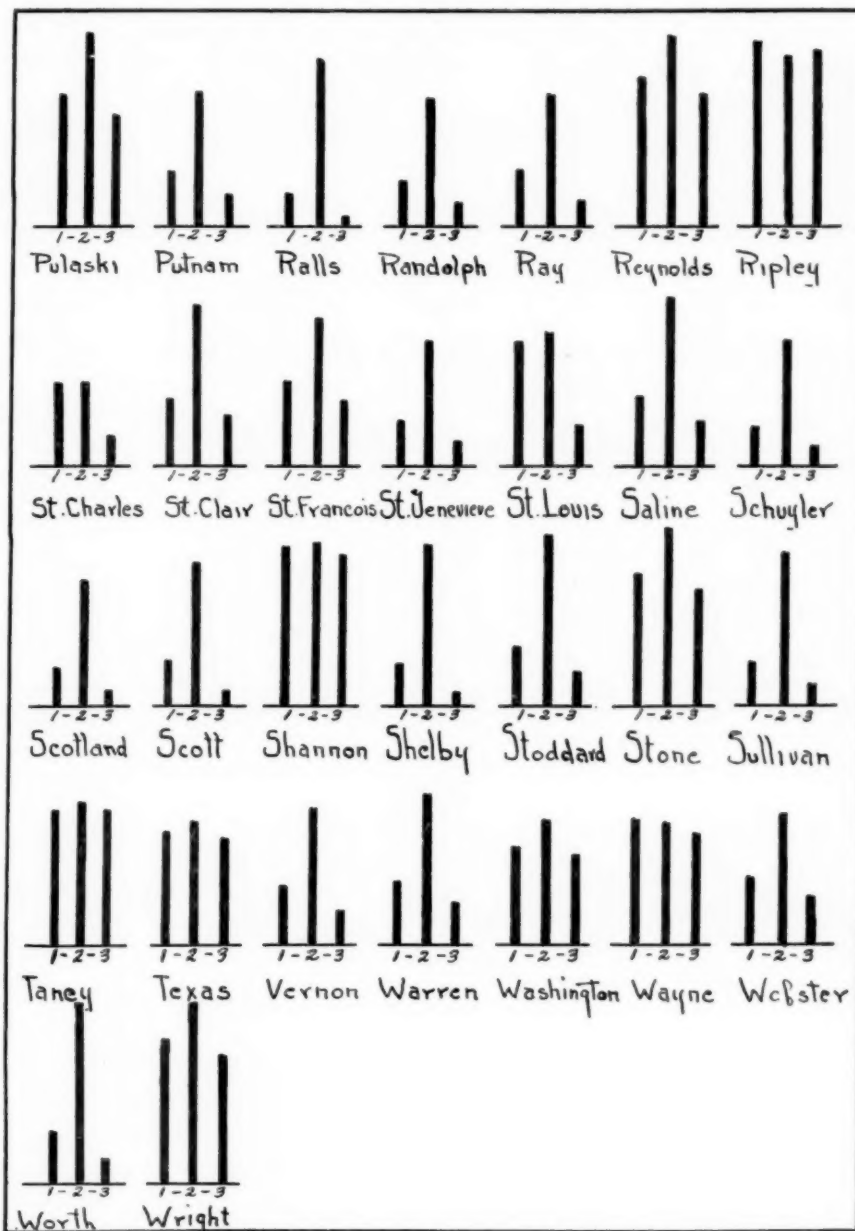 1-2-3 1-2-3 1-2-3 1-2-3 1-2-3 1-2-3 1-2-3
Pulaski Putnam Ralls Randolph Ray Reynolds Ripley
1-2-3 1-2-3 1-2-3 1-2-3 1-2-3 1-2-3 1-2-3
St. Charles St. Clair St. Francois St. Jenevieve St. Louis Saline Schuyler
1-2-3 1-2-3 1-2-3 1-2-3 1-2-3 1-2-3 1-2-3
Scotland Scott Shannon Shelby Stoddard Stone Sullivan
1-2-3 1-2-3 1-2-3 1-2-3 1-2-3 1-2-3 1-2-3
Taney Texas Vernon Warren Washington Wayne Webster
1-2-3 1-2-3
Worth Wright